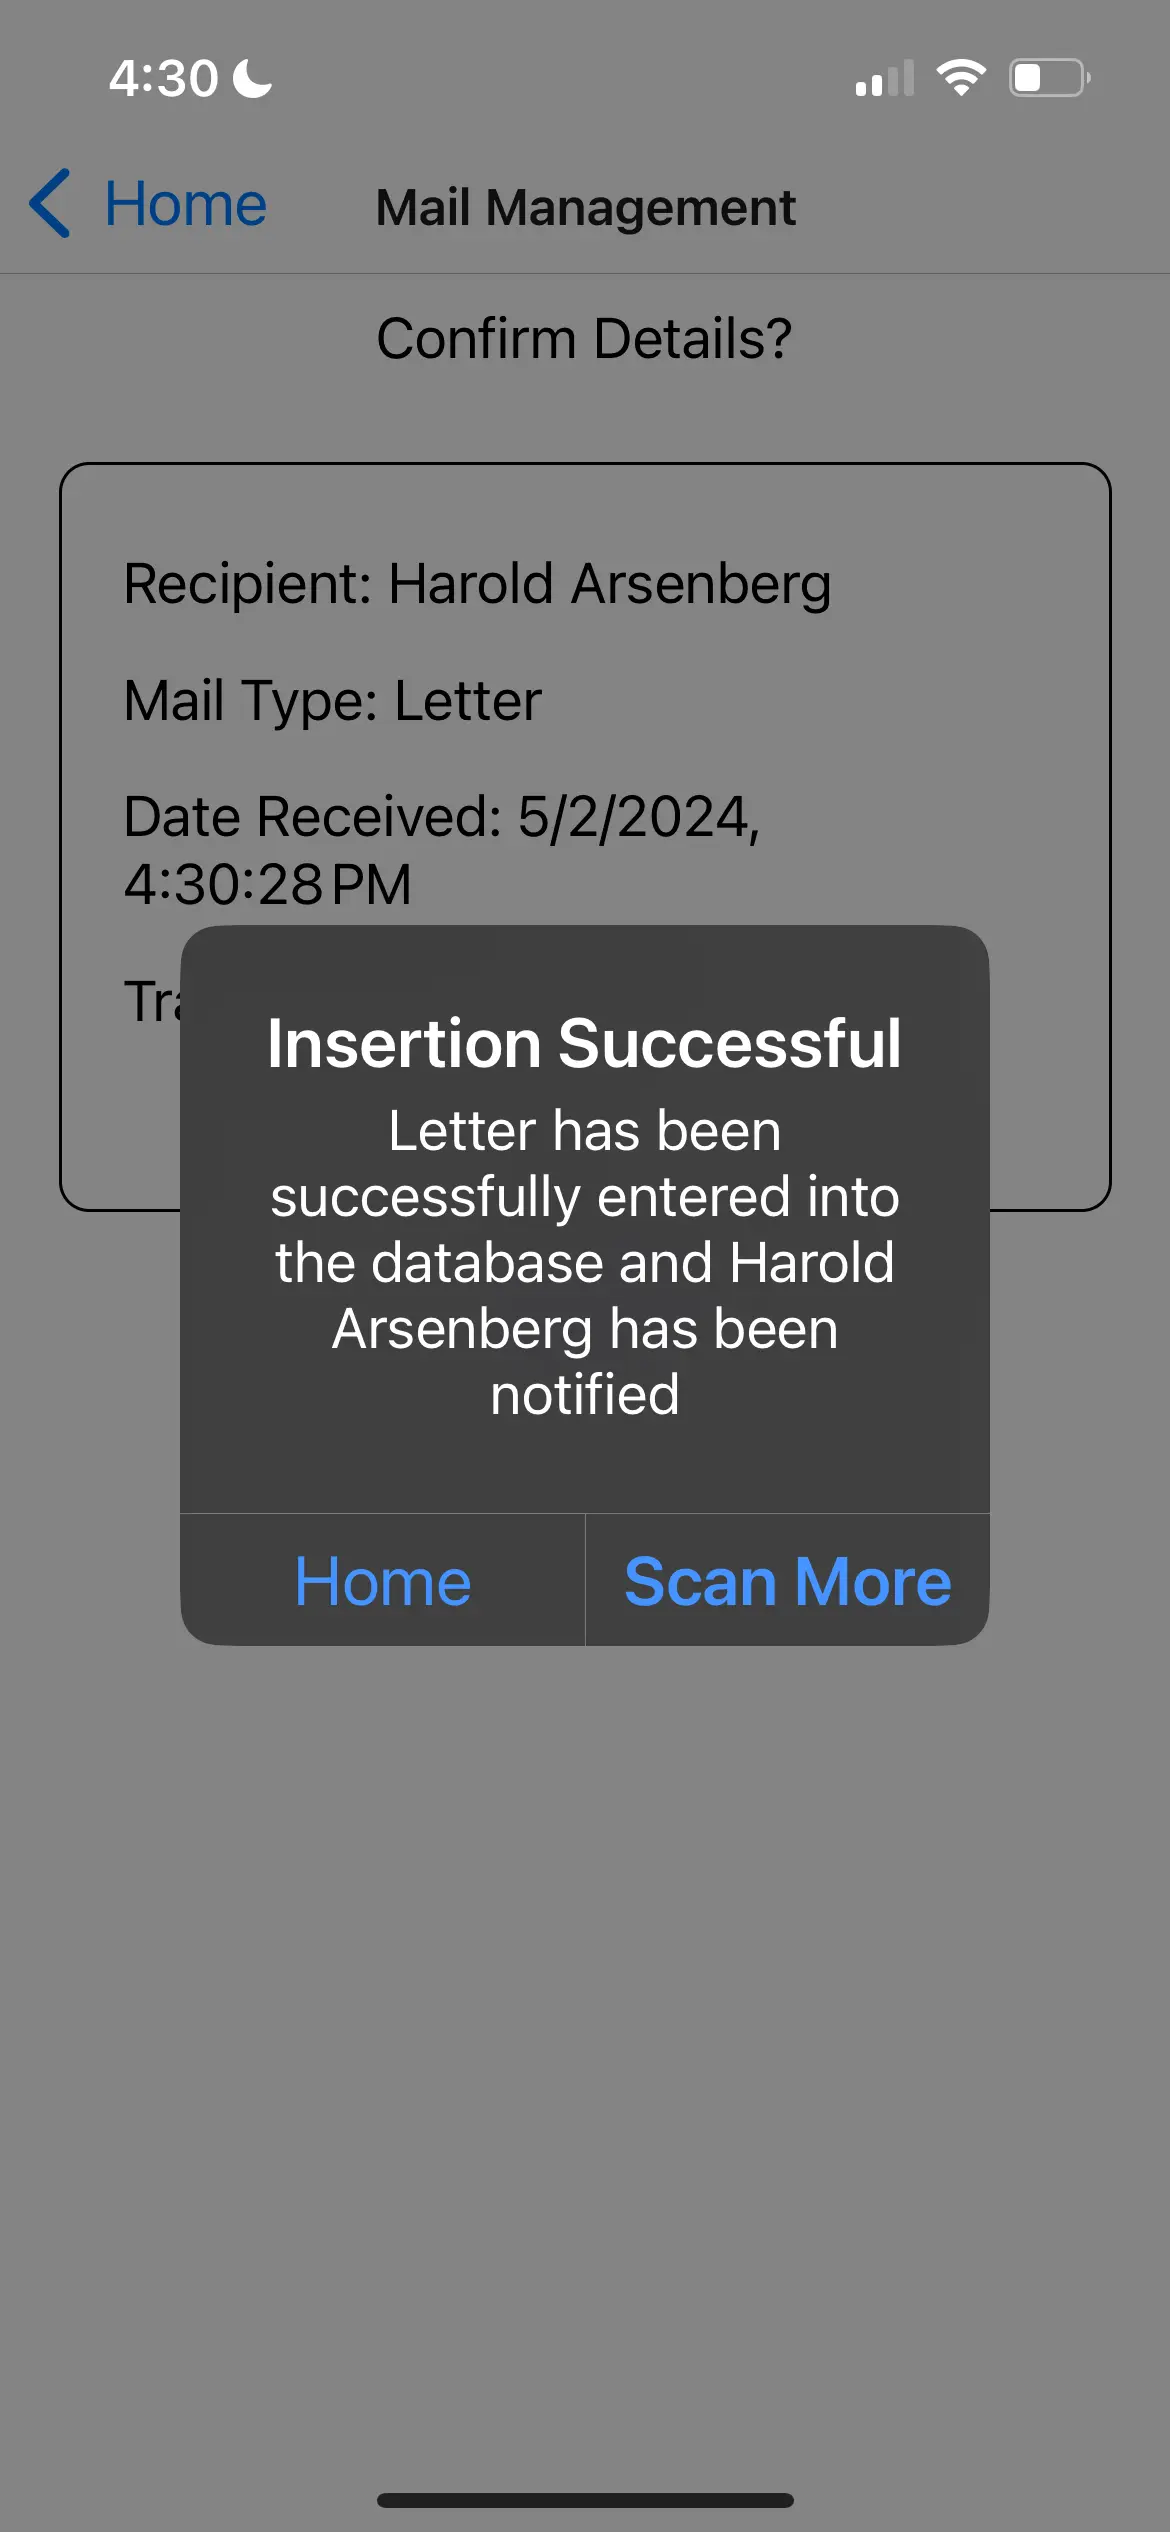 4:30
Home
Mail Management
Confirm Details?
Recipient: Harold Arsenberg
Mail Type: Letter
Date Received: 5/2/2024,
4:30:28 PM
Insertion Successful
Letter has been
successfully entered into
the database and Harold
Arsenberg has been
notified
Home
Scan More